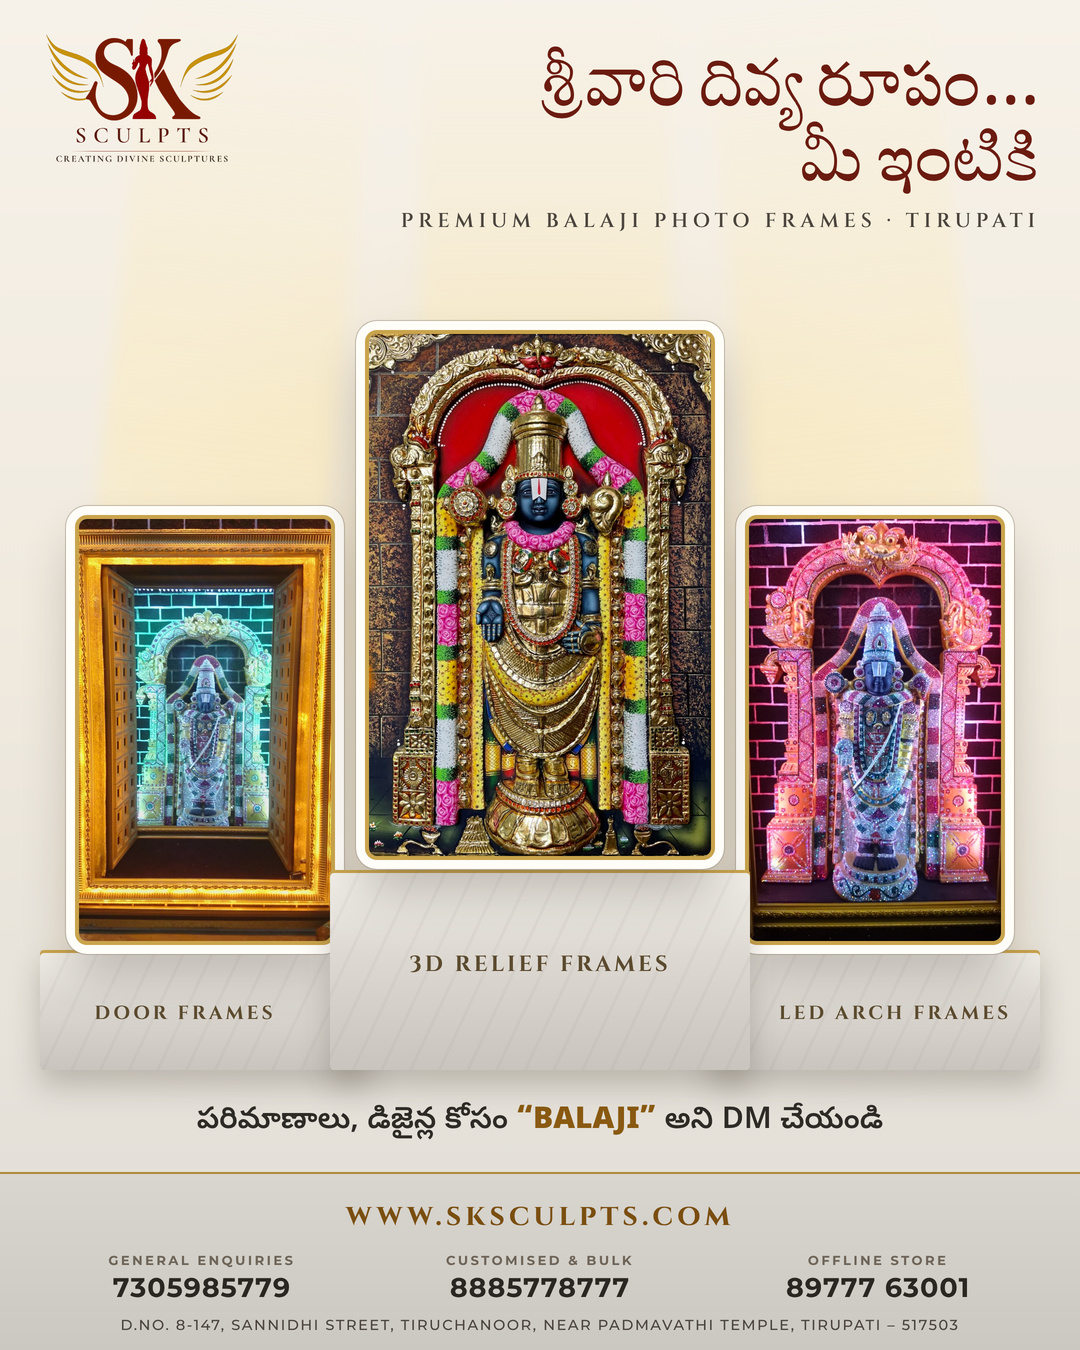 SK
SCULPTS
CREATING DIVINE SCULPTURES
శ్రీవారి దివ్య రూపం...
మీ ఇంటికి
PREMIUM BALAJI PHOTO FRAMES · TIRUPATI
3D RELIEF FRAMES
DOOR FRAMES
LED ARCH FRAMES
పరిమాణాలు, డిజైన్ల కోసం “BALAJI” అని DM చేయండి
WWW.SKSCULPTS.COM
GENERAL ENQUIRIES
7305985779
CUSTOMISED & BULK
8885778777
OFFLINE STORE
89777 63001
D.NO. 8-147, SANNIDHI STREET, TIRUCHANOOR, NEAR PADMAVATHI TEMPLE, TIRUPATI – 517503